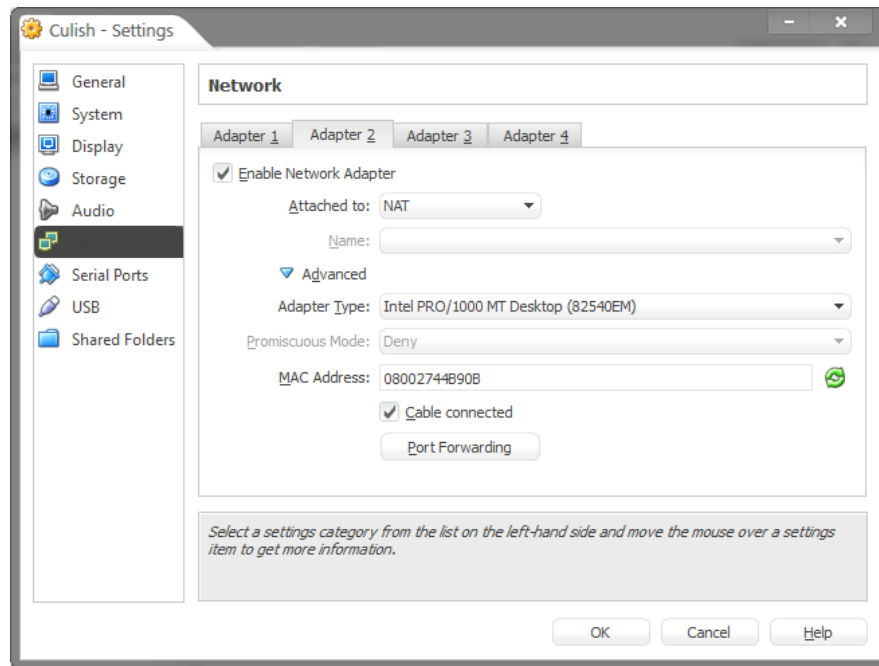 Culish - Settings
General
System
Display
Storage
Audio
Serial Ports
USB
Shared Folders
Network
Adapter 1 Adapter 2 Adapter 3 Adapter 4
Enable Network Adapter
Attached to: NAT
Name:
Advanced
Adapter Type: Intel PRO/1000 MT Desktop (82540EM)
Promiscuous Mode: Deny
MAC Address: 08002744B90B
Cable connected
Port Forwarding
Select a settings category from the list on the left-hand side and move the mouse over a settings
item to get more information.
OK Cancel Help